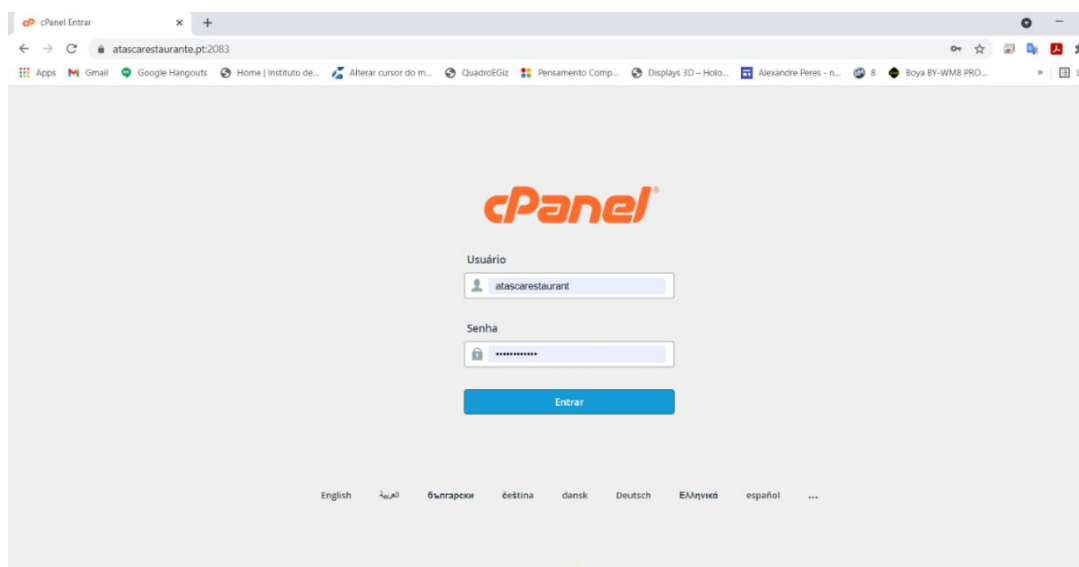 cPanel Entrar
atascarestaurante.pt:2083
Apps Gmail Google Hangouts Home | Instituto de... Alterar cursor do m... QuadroEGiz Pensamento Comp... Displays 3D – Holo... Alexandre Peres - n... 8 Boya BY-WM8 PRO... »
cPanel®
Usuário
atascarestaurant
Senha
••••••••••••
Entrar
English العربية български čeština dansk Deutsch Ελληνικά español ...